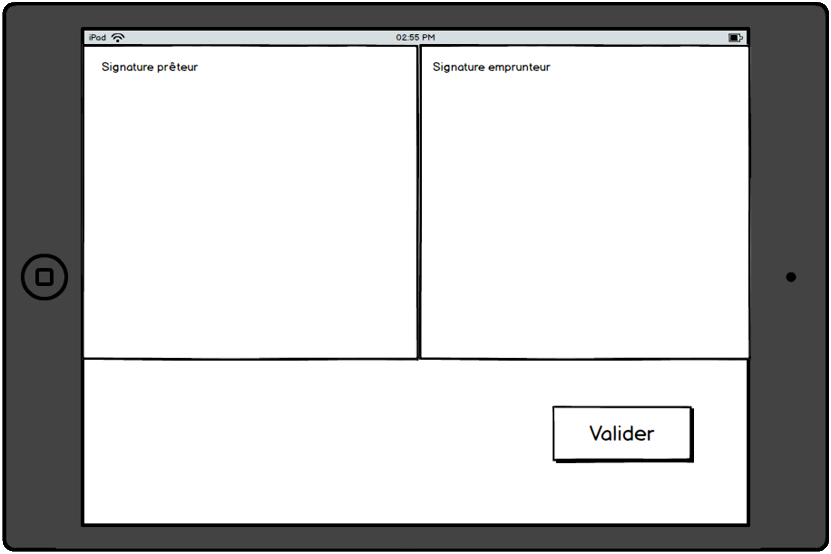 iPad 02:55 PM
Signature prêteur
Signature emprunteur
Valider